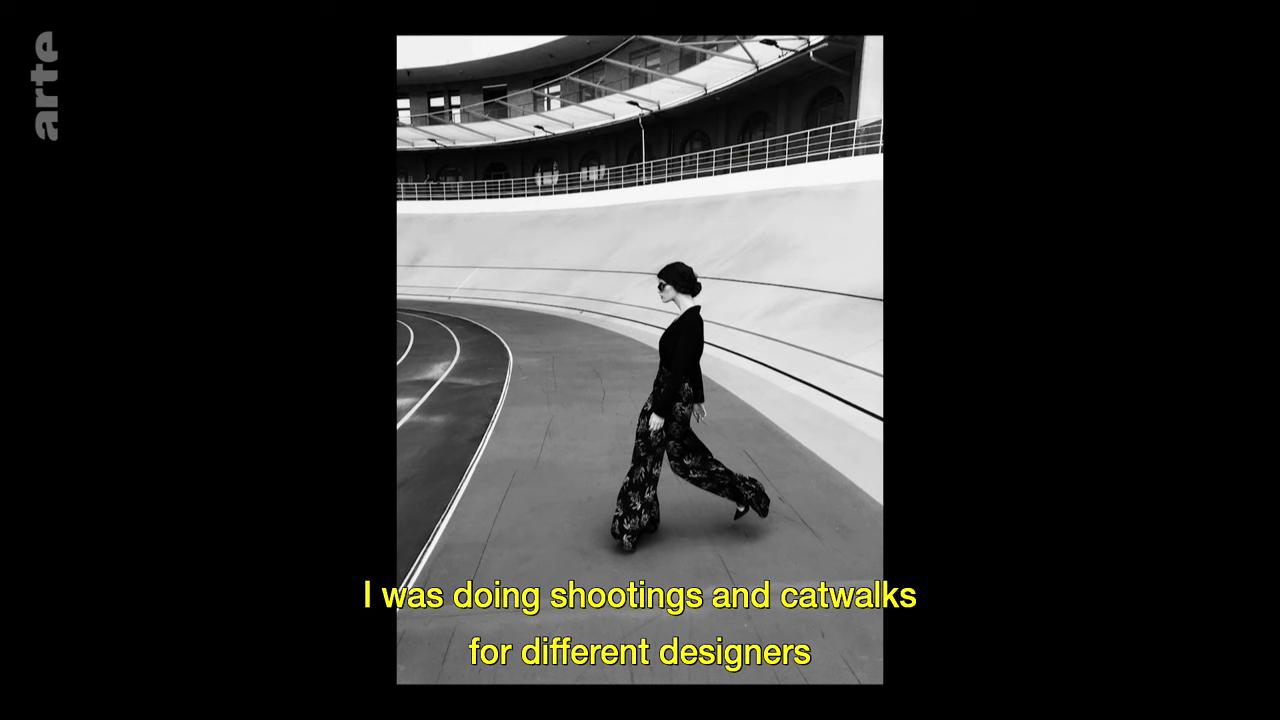 arte
I was doing shootings and catwalks
for different designers